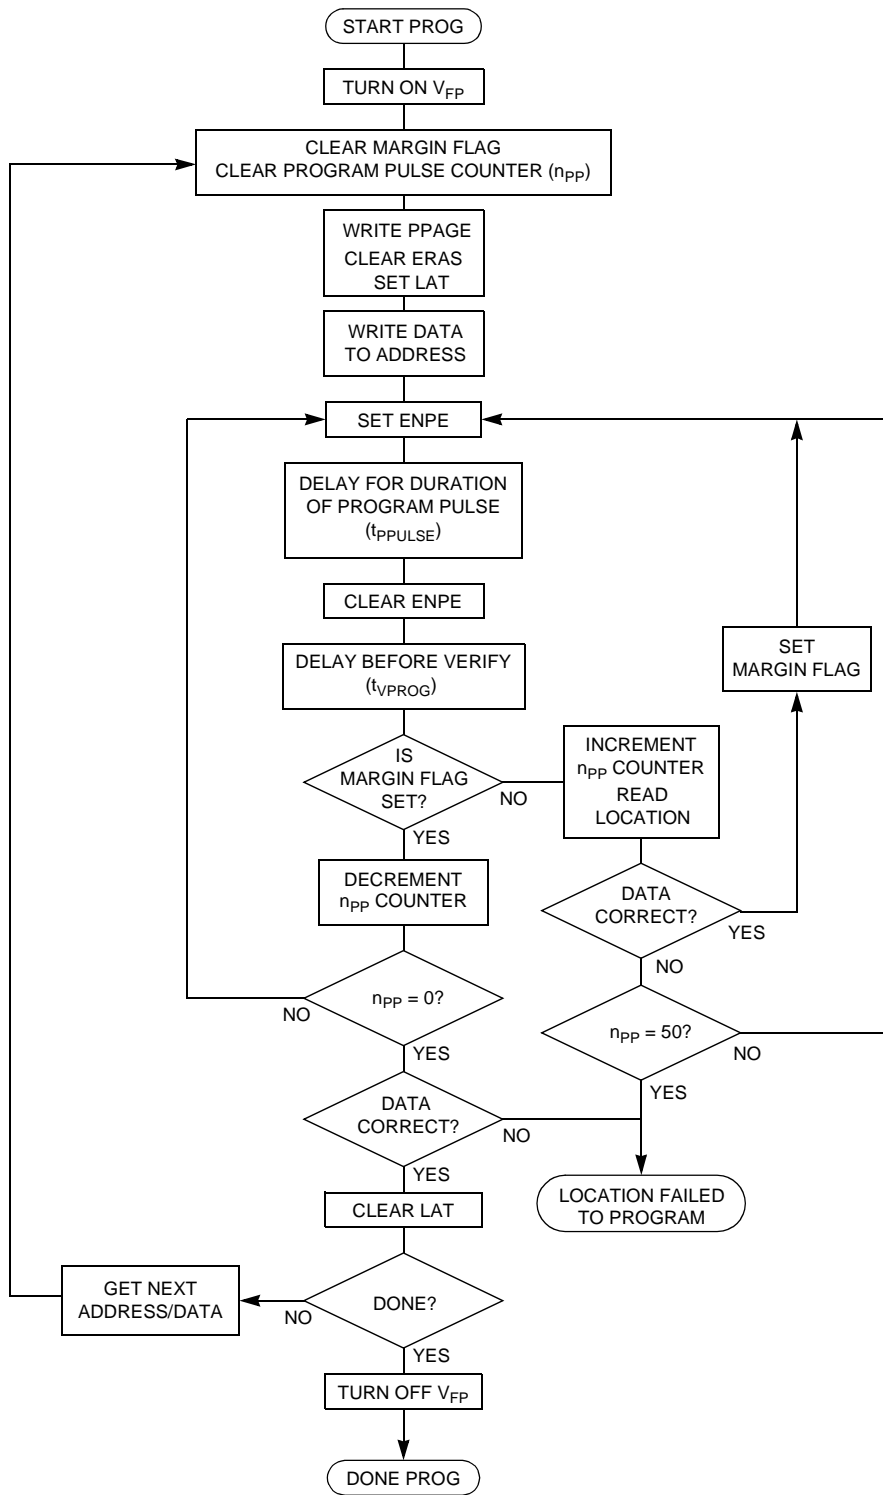 START PROG
TURN ON VFP
CLEAR MARGIN FLAG
CLEAR PROGRAM PULSE COUNTER (nPP)
WRITE PPAGE
CLEAR ERAS
SET LAT
WRITE DATA
TO ADDRESS
SET ENPE
DELAY FOR DURATION
OF PROGRAM PULSE
(tPPULSE)
CLEAR ENPE
DELAY BEFORE VERIFY
(tVPROG)
SET
MARGIN FLAG
IS
MARGIN FLAG
SET?
NO
YES
INCREMENT
nPP COUNTER
READ
LOCATION
DECREMENT
nPP COUNTER
DATA
CORRECT?
YES
NO
nPP = 0?
NO
YES
nPP = 50?
NO
YES
DATA
CORRECT?
NO
YES
LOCATION FAILED
TO PROGRAM
CLEAR LAT
GET NEXT
ADDRESS/DATA
DONE?
NO
YES
TURN OFF VFP
DONE PROG